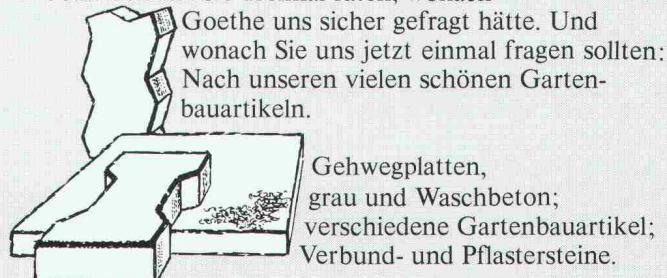 Goethe uns sicher gefragt hätte. Und
wonach Sie uns jetzt einmal fragen sollten:
Nach unseren vielen schönen Garten-
bauartikeln.
Gehwegplatten,
grau und Waschbeton;
verschiedene Gartenbauartikel;
Verbund- und Pflastersteine.